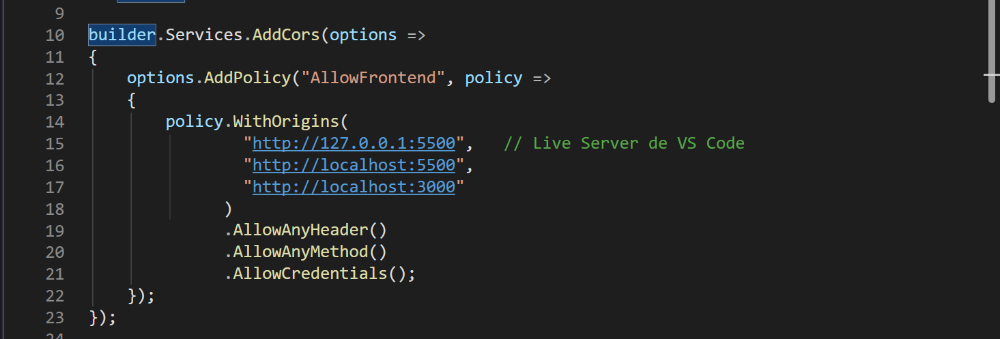 9
10 builder.Services.AddCors(options =>
11 {
12 options.AddPolicy("AllowFrontend", policy =>
13 {
14 policy.WithOrigins(
15 "http://127.0.0.1:5500", // Live Server de VS Code
16 "http://localhost:5500",
17 "http://localhost:3000"
18 )
19 .AllowAnyHeader()
20 .AllowAnyMethod()
21 .AllowCredentials();
22 });
23 });
24